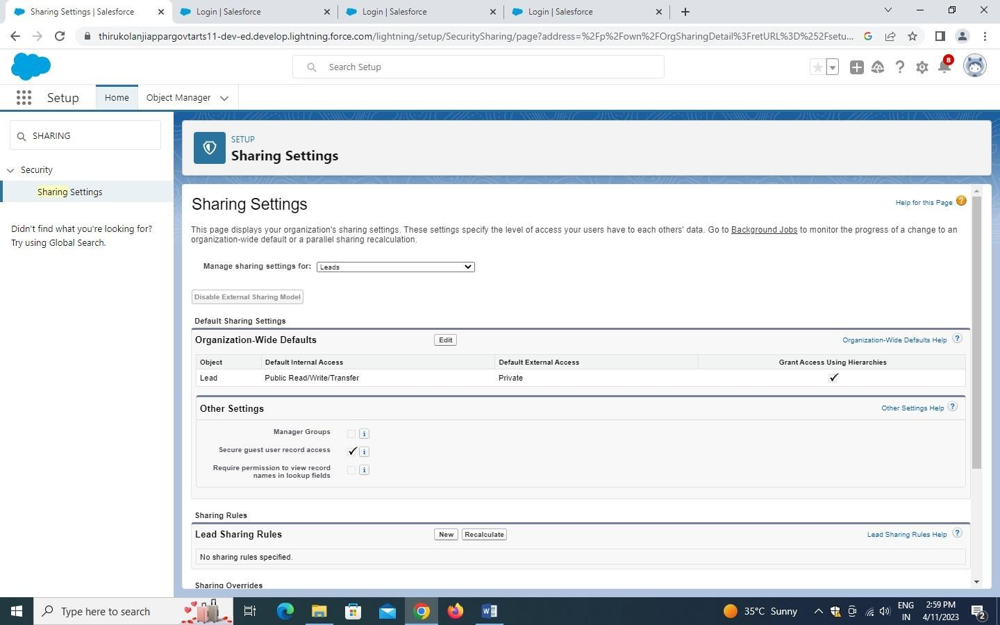 Sharing Settings | Salesforce
Login | Salesforce
Login | Salesforce
Login | Salesforce
thirukolanjiappargovtarts11-dev-ed.develop.lightning.force.com/lightning/setup/SecuritySharing/page?address=%2Fp%2Fown%2FOrgSharingDetail%3FretURL%3D%252Fsetu...
Search Setup
8
Setup
Home
Object Manager
SHARING
Security
Sharing Settings
Didn't find what you're looking for?
Try using Global Search.
SETUP
Sharing Settings
Sharing Settings
Help for this Page ?
This page displays your organization's sharing settings. These settings specify the level of access your users have to each others' data. Go to Background Jobs to monitor the progress of a change to an
organization-wide default or a parallel sharing recalculation.
Manage sharing settings for: Leads
Disable External Sharing Model
Default Sharing Settings
Organization-Wide Defaults Edit Organization-Wide Defaults Help ?
Object Default Internal Access Default External Access Grant Access Using Hierarchies
Lead Public Read/Write/Transfer Private ✓
Other Settings Other Settings Help ?
Manager Groups i
Secure guest user record access ✓ i
Require permission to view record i
names in lookup fields
Sharing Rules
Lead Sharing Rules New Recalculate Lead Sharing Rules Help ?
No sharing rules specified.
Sharing Overrides
Type here to search
35°C Sunny
ENG
IN
2:59 PM
4/11/2023
2